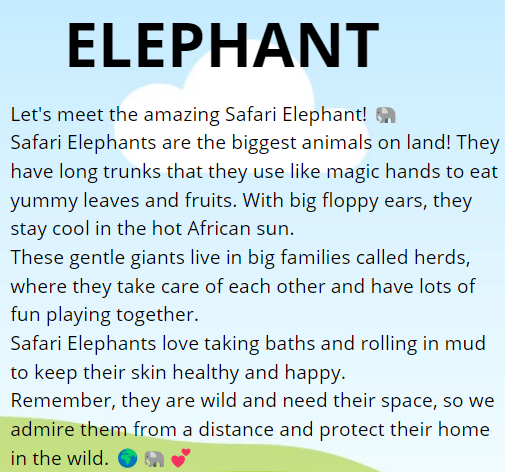 ELEPHANT
Let's meet the amazing Safari Elephant! 🐘
Safari Elephants are the biggest animals on land! They
have long trunks that they use like magic hands to eat
yummy leaves and fruits. With big floppy ears, they
stay cool in the hot African sun.
These gentle giants live in big families called herds,
where they take care of each other and have lots of
fun playing together.
Safari Elephants love taking baths and rolling in mud
to keep their skin healthy and happy.
Remember, they are wild and need their space, so we
admire them from a distance and protect their home
in the wild. 🌍 🐘 💕